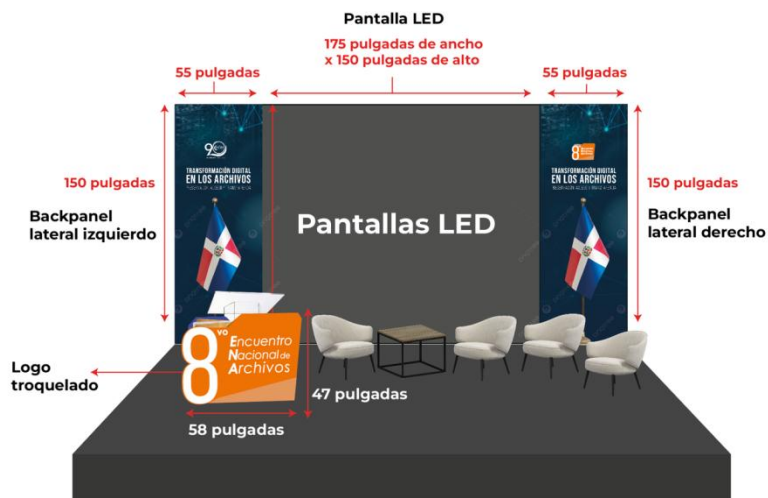 Pantalla LED
175 pulgadas de ancho
x 150 pulgadas de alto
55 pulgadas
55 pulgadas
TRANSFORMACIÓN DIGITAL
EN LOS ARCHIVOS
8
TRANSFORMACIÓN DIGITAL
EN LOS ARCHIVOS
150 pulgadas
Backpanel
lateral izquierdo
Pantallas LED
150 pulgadas
Backpanel
lateral derecho
Logo
troquelado
8vo Encuentro
Nacional de
Archivos
47 pulgadas
58 pulgadas